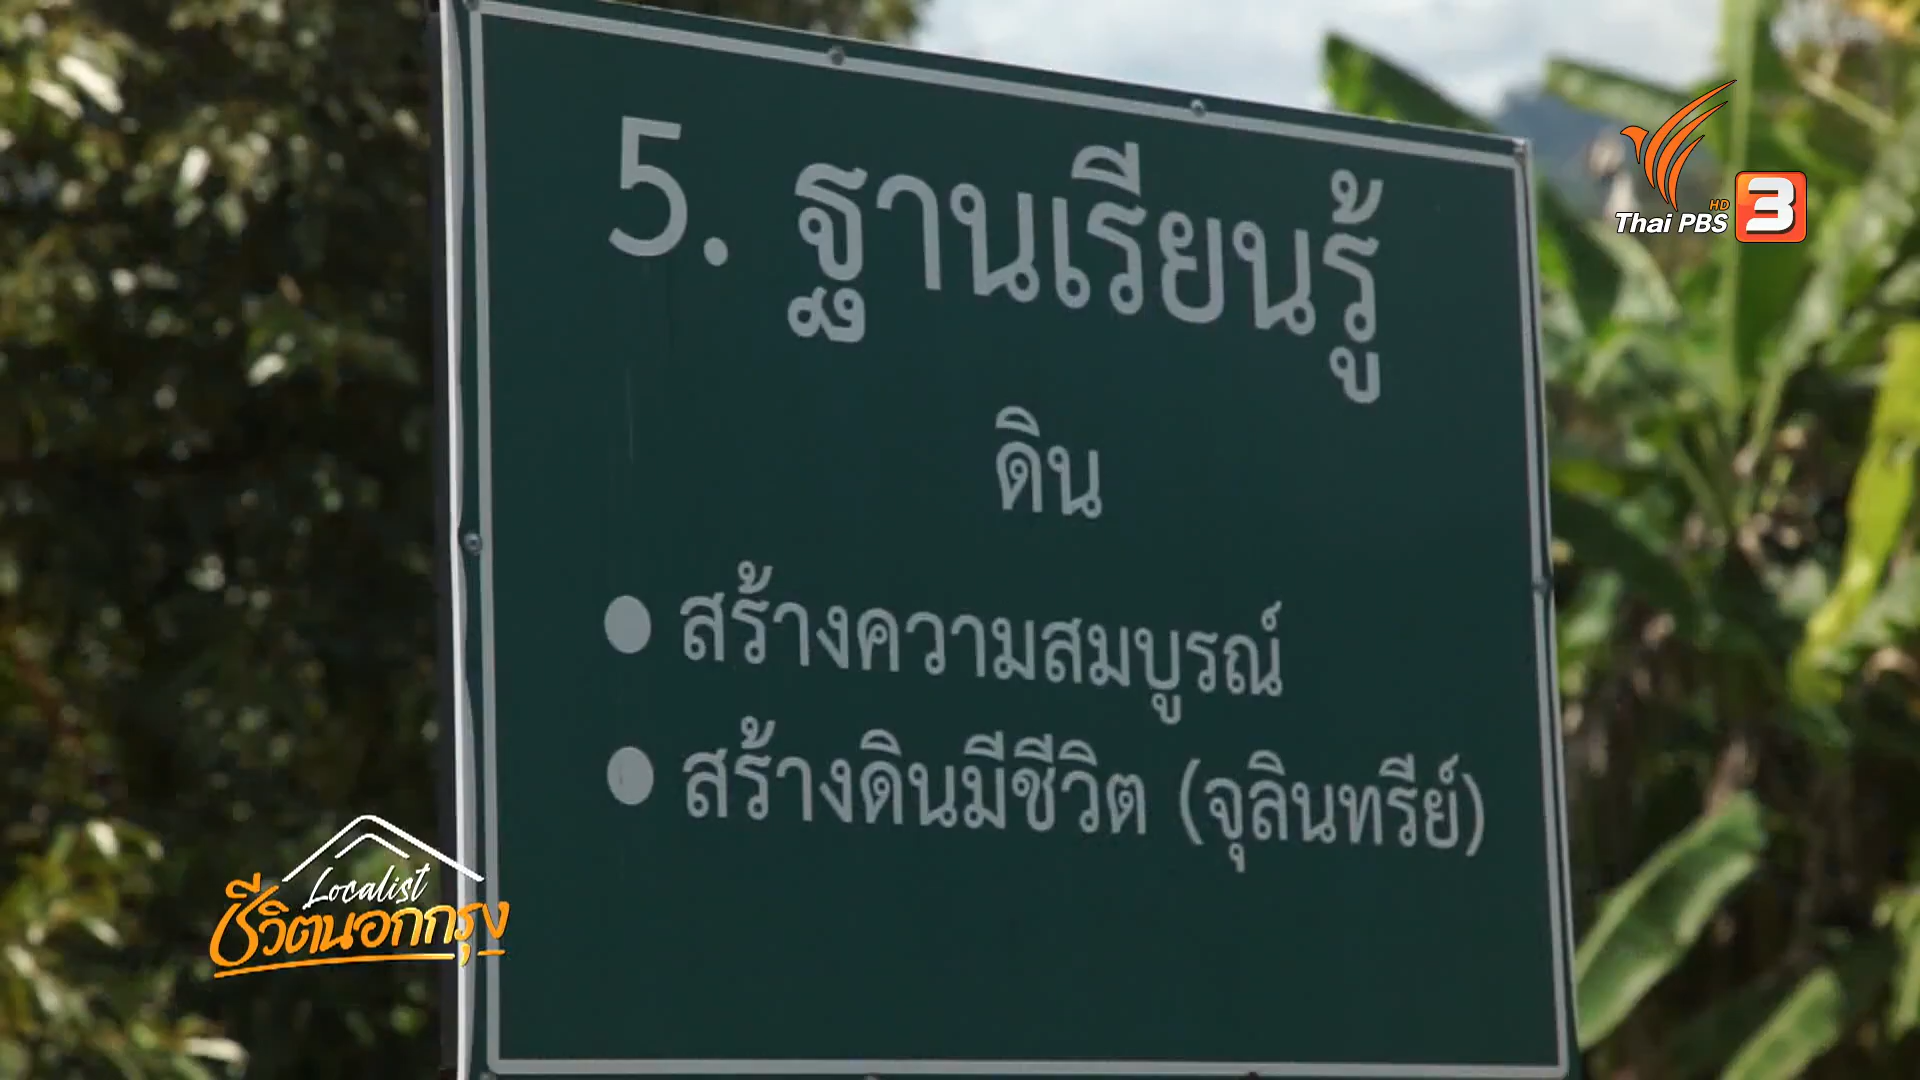 5. ฐานเรียนรู้
ดิน
● สร้างความสมบูรณ์
● สร้างดินมีชีวิต (จุลินทรีย์)
Thai PBS HD 3
Localist
ชีวิตนอกกรุง